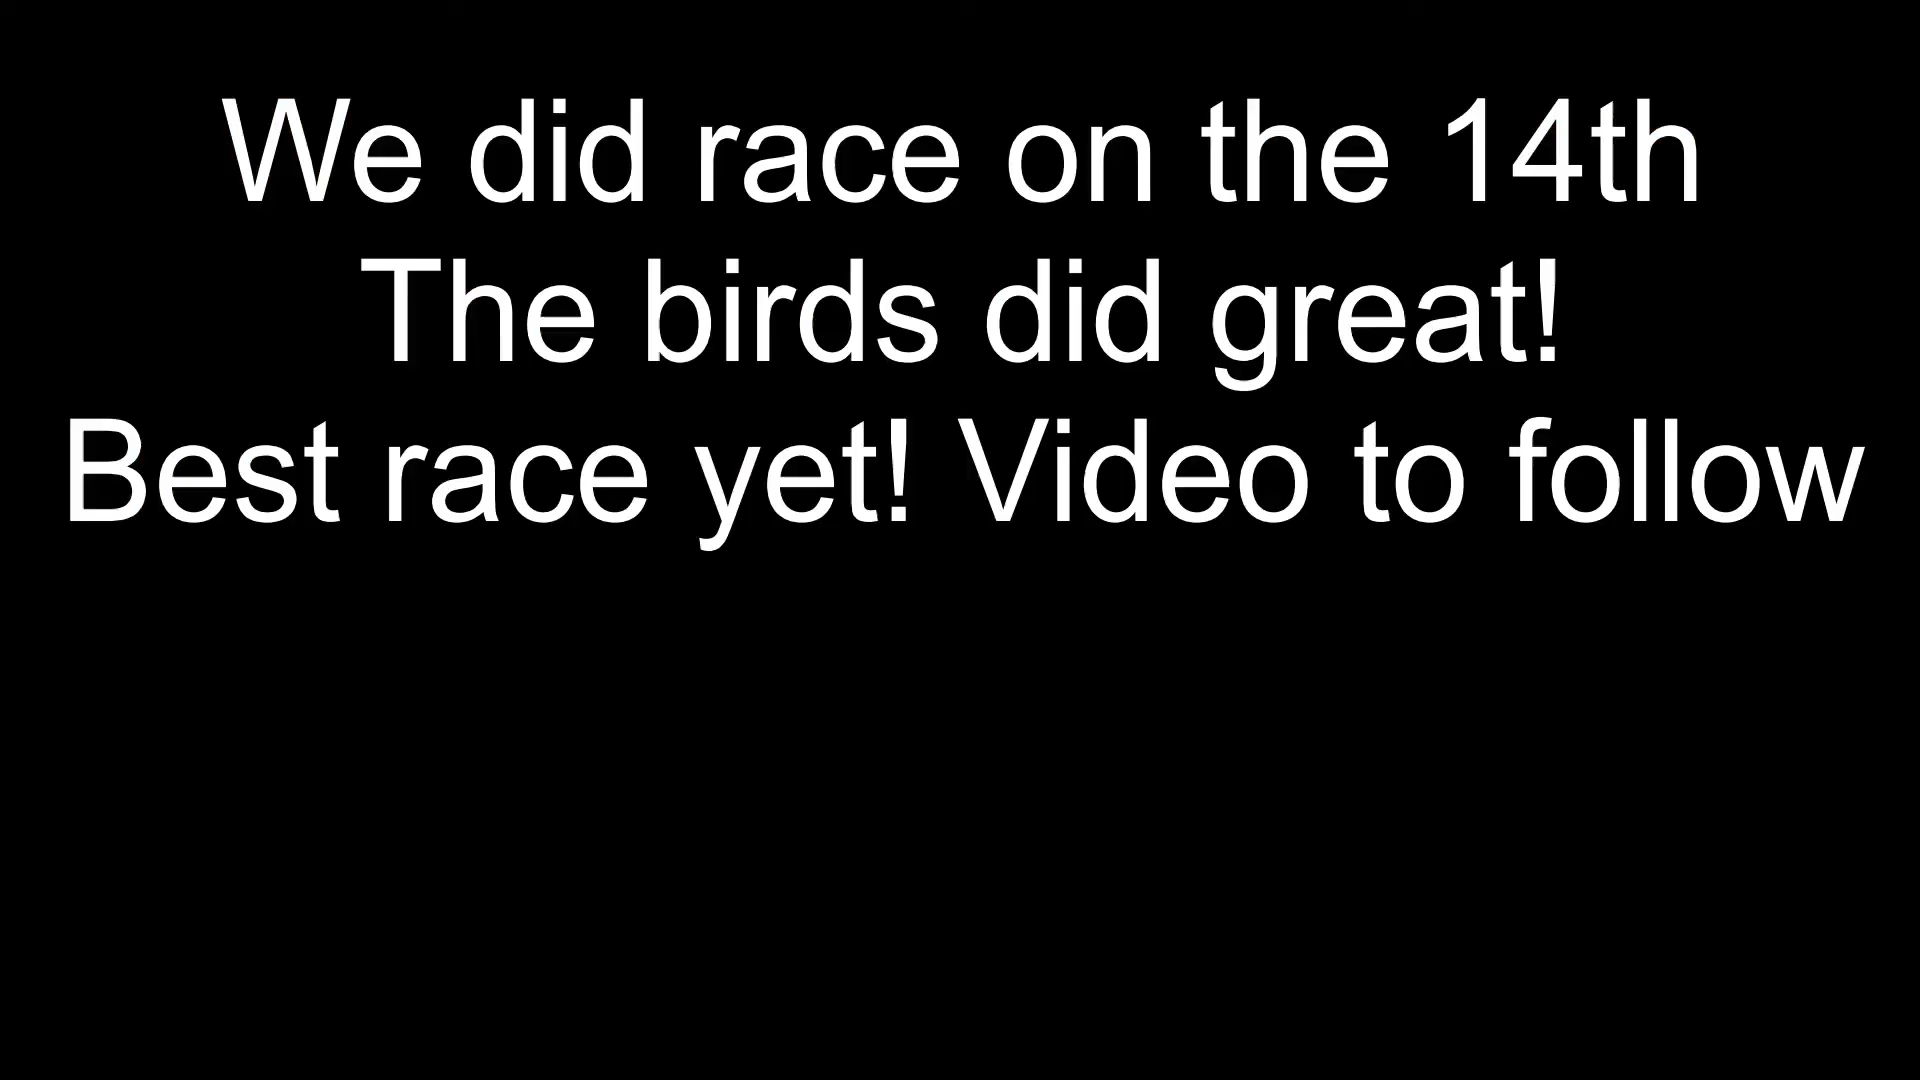 We did race on the 14th
The birds did great!
Best race yet! Video to follow